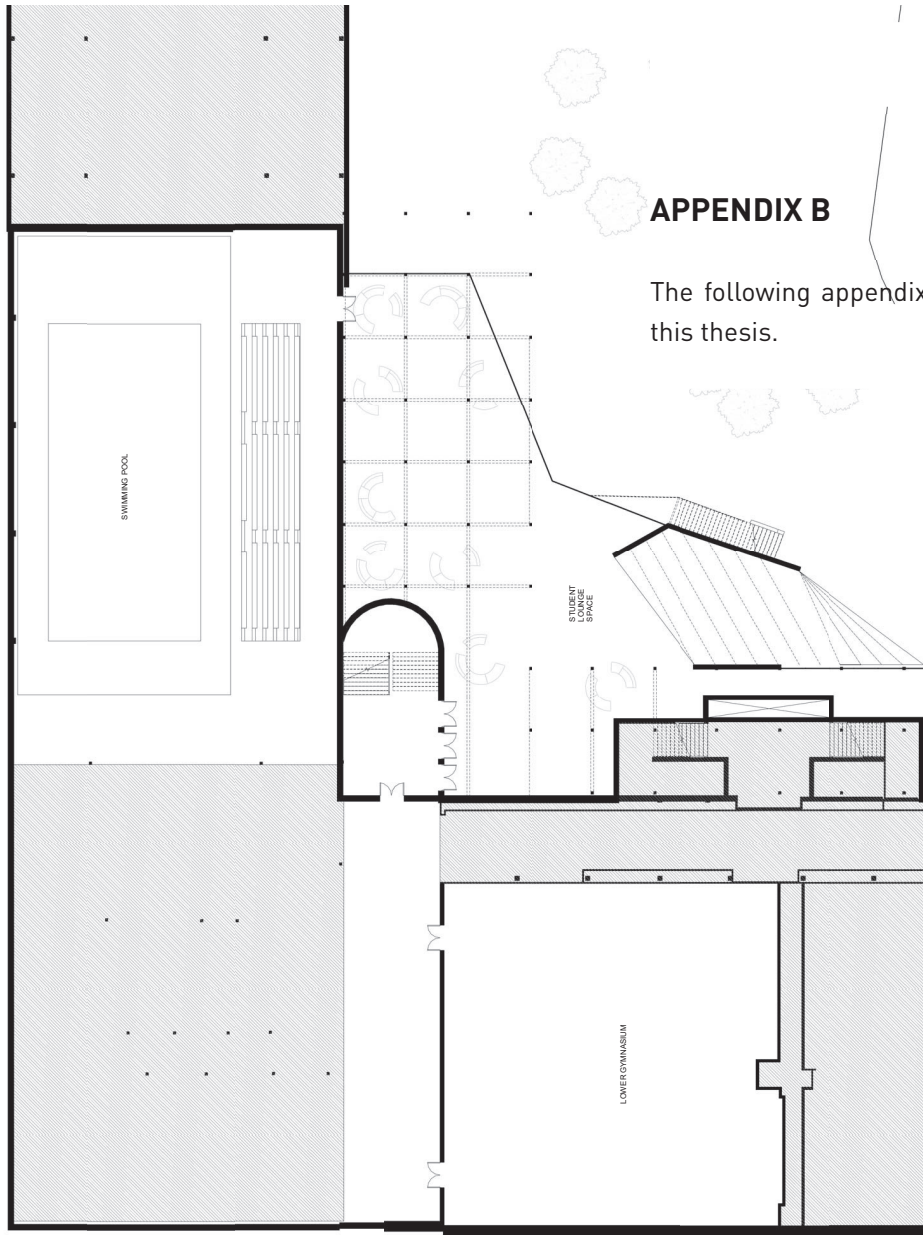 APPENDIX B
The following appendix
this thesis.
SWIMMING POOL
STUDENT
LOUNGE
SPACE
LOWER GYMNASIUM